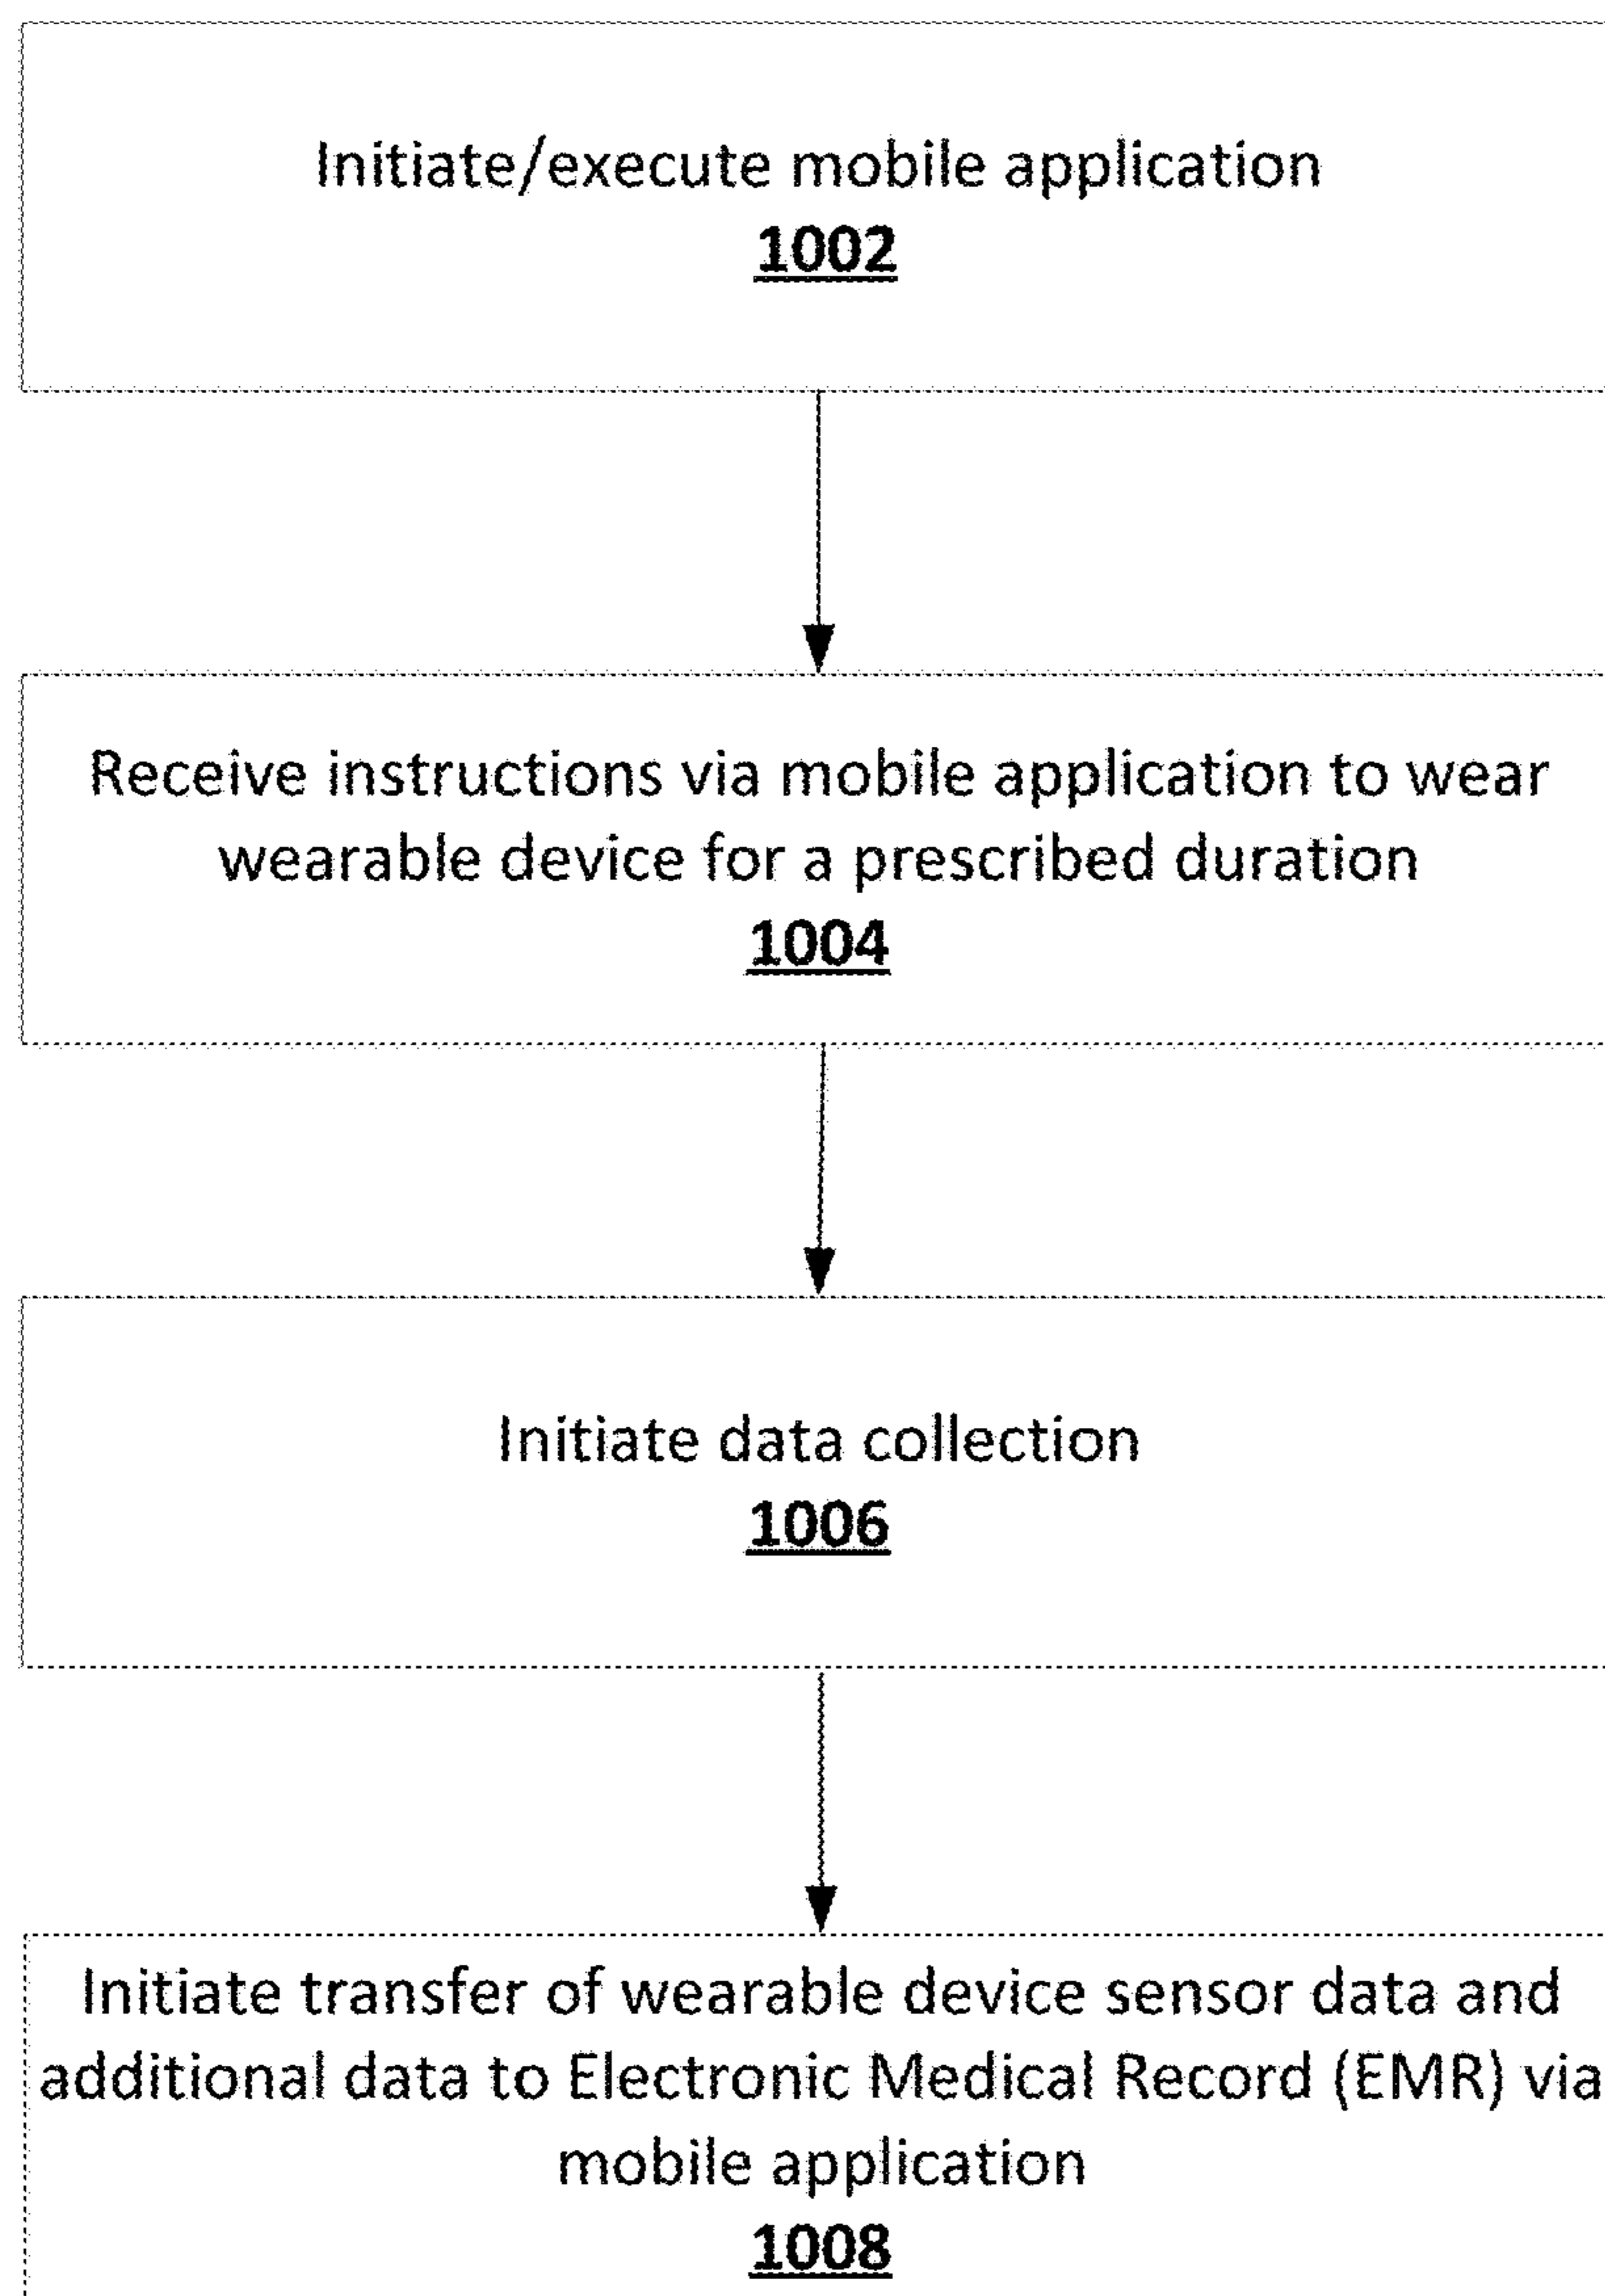 Initiate/execute mobile application
1002
Receive instructions via mobile application to wear
wearable device for a prescribed duration
1004
Initiate data collection
1006
Initiate transfer of wearable device sensor data and
additional data to Electronic Medical Record (EMR) via
mobile application
1008